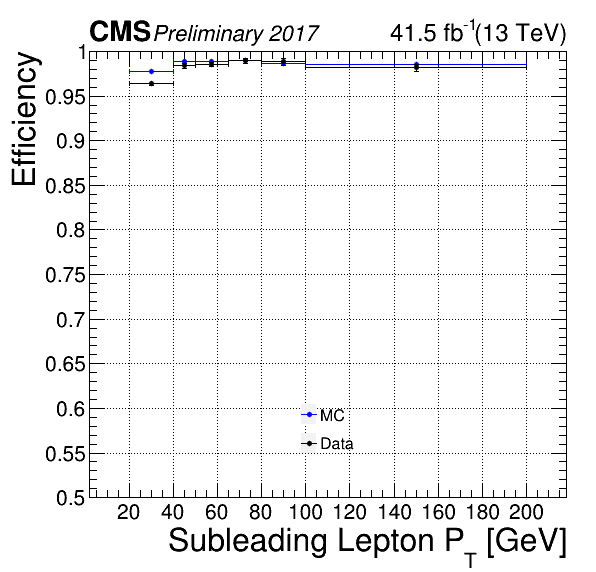 CMS Preliminary 2017 41.5 fb⁻¹(13 TeV)
Efficiency
1
0.95
0.9
0.85
0.8
0.75
0.7
0.65
0.6
0.55
0.5
MC
Data
20 40 60 80 100 120 140 160 180 200
Subleading Lepton P_T [GeV]